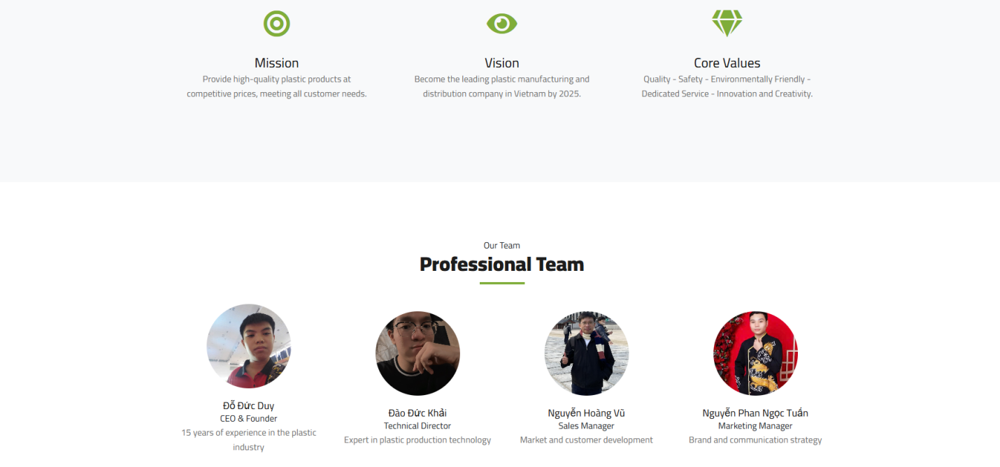 Mission
Provide high-quality plastic products at
competitive prices, meeting all customer needs.
Vision
Become the leading plastic manufacturing and
distribution company in Vietnam by 2025.
Core Values
Quality - Safety - Environmentally Friendly -
Dedicated Service - Innovation and Creativity.
Our Team
Professional Team
Đỗ Đức Duy
CEO & Founder
15 years of experience in the plastic
industry
Đào Đức Khải
Technical Director
Expert in plastic production technology
Nguyễn Hoàng Vũ
Sales Manager
Market and customer development
Nguyễn Phan Ngọc Tuấn
Marketing Manager
Brand and communication strategy